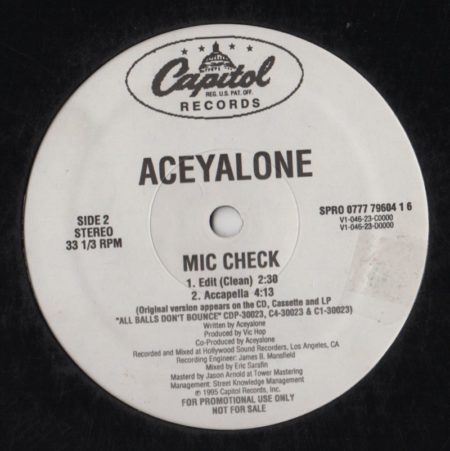 Capitol
REG. U.S. PAT. OFF.
RECORDS
ACEYALONE
SIDE 2
STEREO
33 1/3 RPM
SPRO 0777 79604 1 6
V1-046-23-C0000
V1-046-23-D0000
MIC CHECK
1. Edit (Clean) 2:38
2. Accapella 4:13
(Original version appears on the CD, Cassette and LP
"ALL BALLS DON'T BOUNCE" CDP-30023, C4-30023 & C1-30023)
Written by Aceyalone
Produced by Vic Hop
Co-Produced by Aceyalone
Recorded and Mixed at Hollywood Sound Recorders, Los Angeles, CA
Recording Engineer: James B. Mansfield
Mixed by Eric Sarafin
Masterd by Jason Arnold at Tower Mastering
Management: Street Knowledge Management
℗ 1995 Capitol Records, Inc.
FOR PROMOTIONAL USE ONLY
NOT FOR SALE